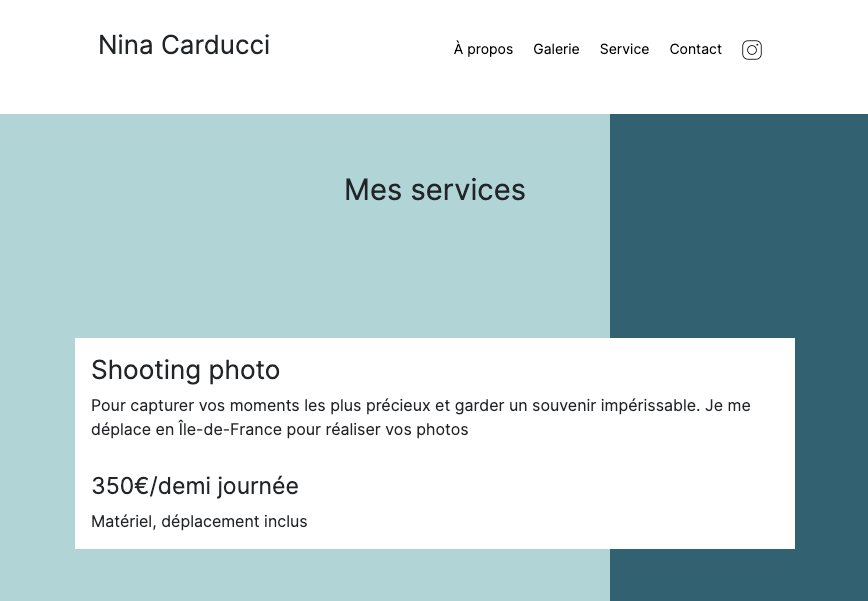 Nina Carducci
À propos Galerie Service Contact
Mes services
Shooting photo
Pour capturer vos moments les plus précieux et garder un souvenir impérissable. Je me
déplace en Île-de-France pour réaliser vos photos
350€/demi journée
Matériel, déplacement inclus